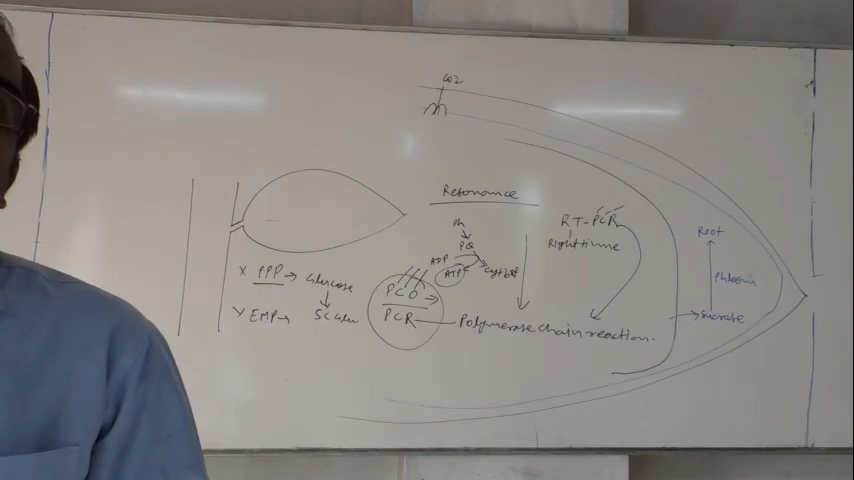 CO2
Resonance
RT-PCR
Right time
Ph
PQ
ADP
ATP
Cyt b6f
Root
Phloem
Sucrose
X PPP → Glucose
Y EMP →
PCO →
PCR — Polymerase chain reaction.